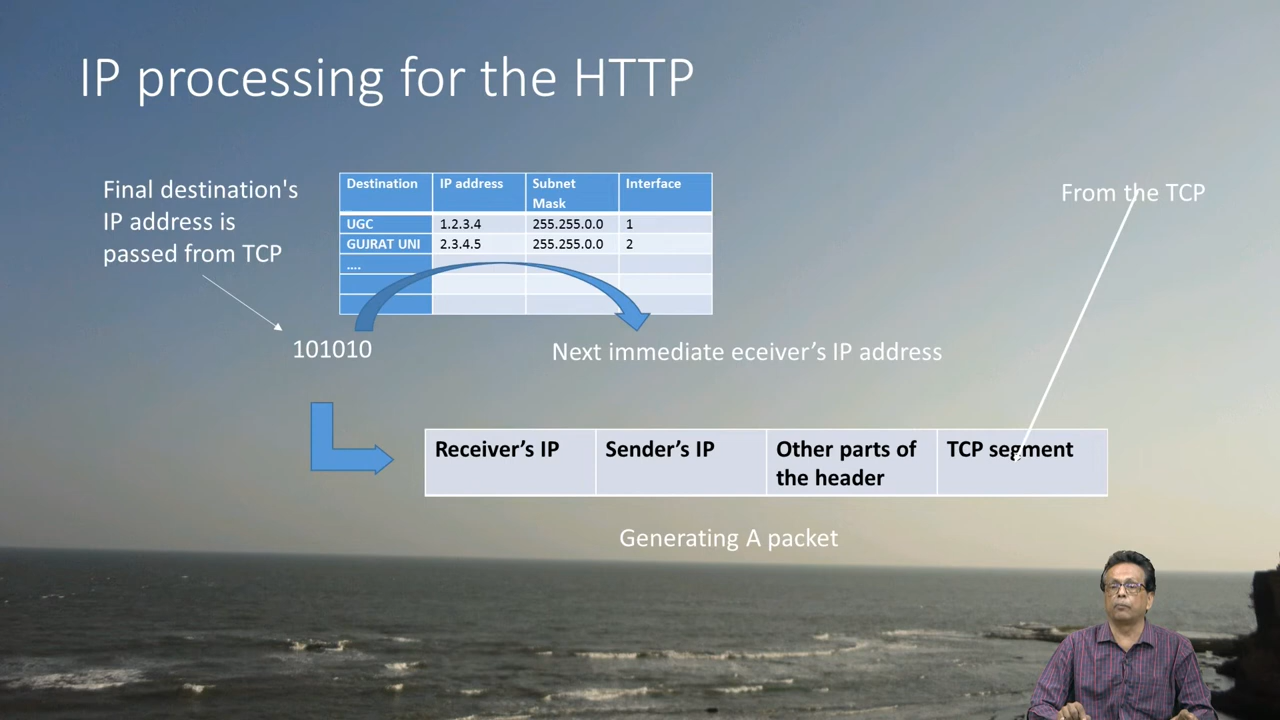 IP processing for the HTTP
Final destination's
IP address is
passed from TCP
Destination IP address Subnet Mask Interface
UGC 1.2.3.4 255.255.0.0 1
GUJRAT UNI 2.3.4.5 255.255.0.0 2
....
From the TCP
101010
Next immediate eceiver’s IP address
Receiver’s IP Sender’s IP Other parts of the header TCP segment
Generating A packet